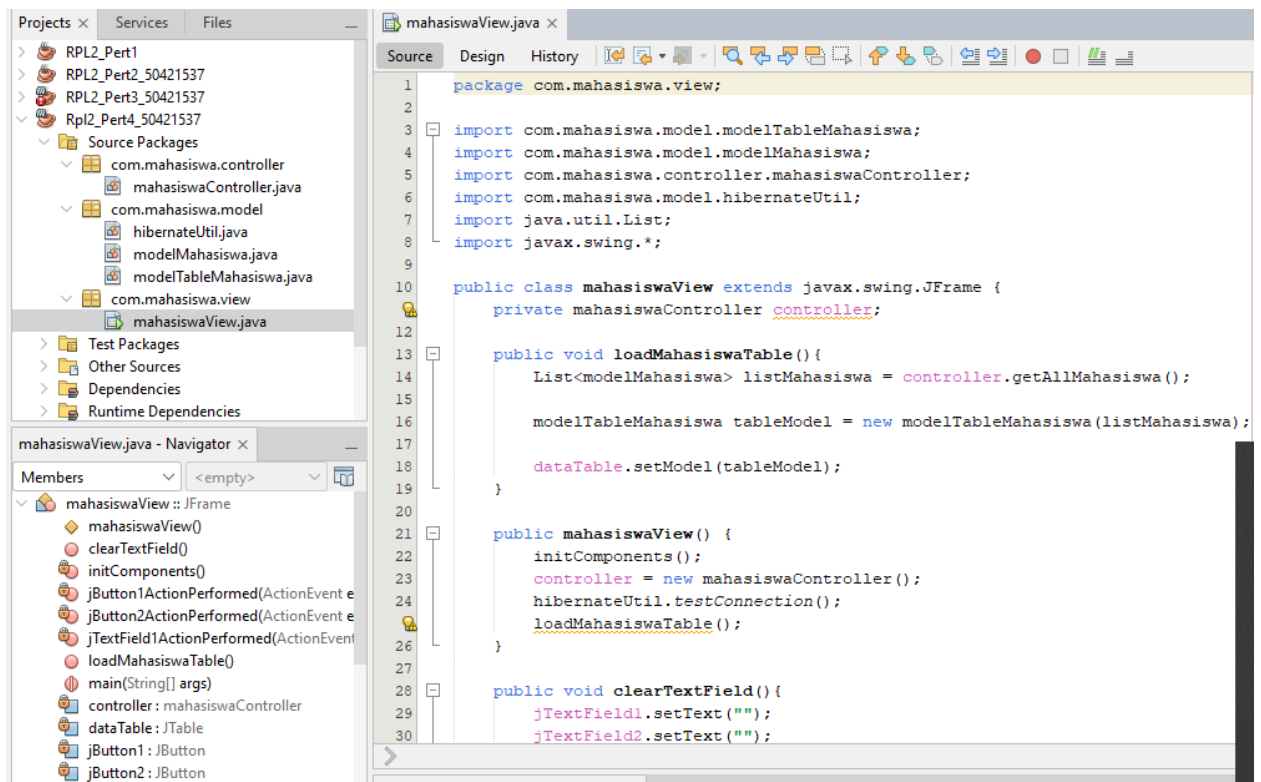 Projects × Services Files
RPL2_Pert1
RPL2_Pert2_50421537
RPL2_Pert3_50421537
Rpl2_Pert4_50421537
Source Packages
com.mahasiswa.controller
mahasiswaController.java
com.mahasiswa.model
hibernateUtil.java
modelMahasiswa.java
modelTableMahasiswa.java
com.mahasiswa.view
mahasiswaView.java
Test Packages
Other Sources
Dependencies
Runtime Dependencies
mahasiswaView.java - Navigator ×
Members <empty>
mahasiswaView :: JFrame
mahasiswaView()
clearTextField()
initComponents()
jButton1ActionPerformed(ActionEvent e
jButton2ActionPerformed(ActionEvent e
jTextField1ActionPerformed(ActionEvent
loadMahasiswaTable()
main(String[] args)
controller : mahasiswaController
dataTable : JTable
jButton1 : JButton
jButton2 : JButton
mahasiswaView.java ×
Source Design History
1 package com.mahasiswa.view;
2
3 import com.mahasiswa.model.modelTableMahasiswa;
4 import com.mahasiswa.model.modelMahasiswa;
5 import com.mahasiswa.controller.mahasiswaController;
6 import com.mahasiswa.model.hibernateUtil;
7 import java.util.List;
8 import javax.swing.*;
9
10 public class mahasiswaView extends javax.swing.JFrame {
private mahasiswaController controller;
12
13 public void loadMahasiswaTable(){
14 List<modelMahasiswa> listMahasiswa = controller.getAllMahasiswa();
15
16 modelTableMahasiswa tableModel = new modelTableMahasiswa(listMahasiswa);
17
18 dataTable.setModel(tableModel);
19 }
20
21 public mahasiswaView() {
22 initComponents();
23 controller = new mahasiswaController();
24 hibernateUtil.testConnection();
loadMahasiswaTable();
26 }
27
28 public void clearTextField(){
29 jTextField1.setText("");
30 jTextField2.setText("");